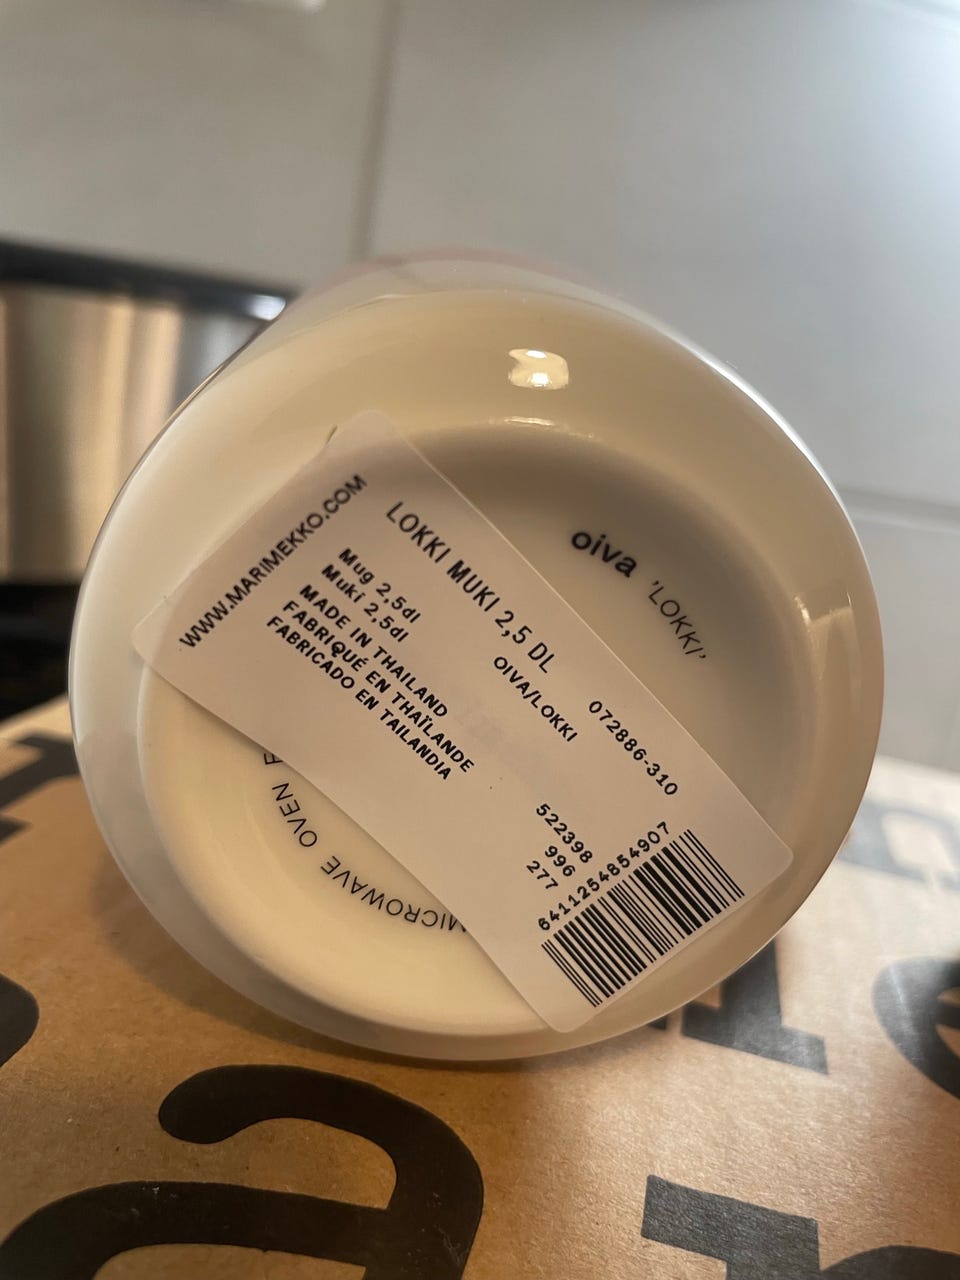 WWW.MARIMEKKO.COM
LOKKI MUKI 2,5 DL
Mug 2,5dl
Muki 2,5dl
MADE IN THAILAND
FABRIQUÉ EN THAÏLANDE
FABRICADO EN TAILANDIA
OIVA/LOKKI
072886-310
522398
996
277
6411254854907
oiva 'LOKKI'
MICROWAVE OVEN